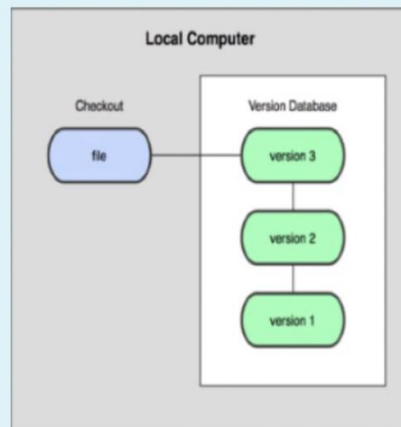 Local Computer
Checkout
Version Database
file
version 3
version 2
version 1